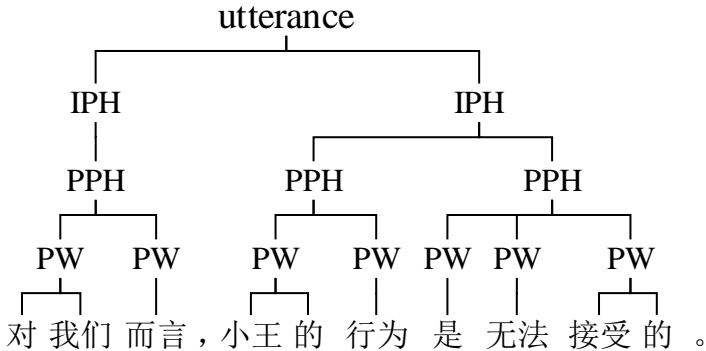 utterance
IPH IPH
PPH PPH PPH
PW PW PW PW PW PW PW
对 我们 而言 , 小王 的 行为 是 无法 接受 的 。